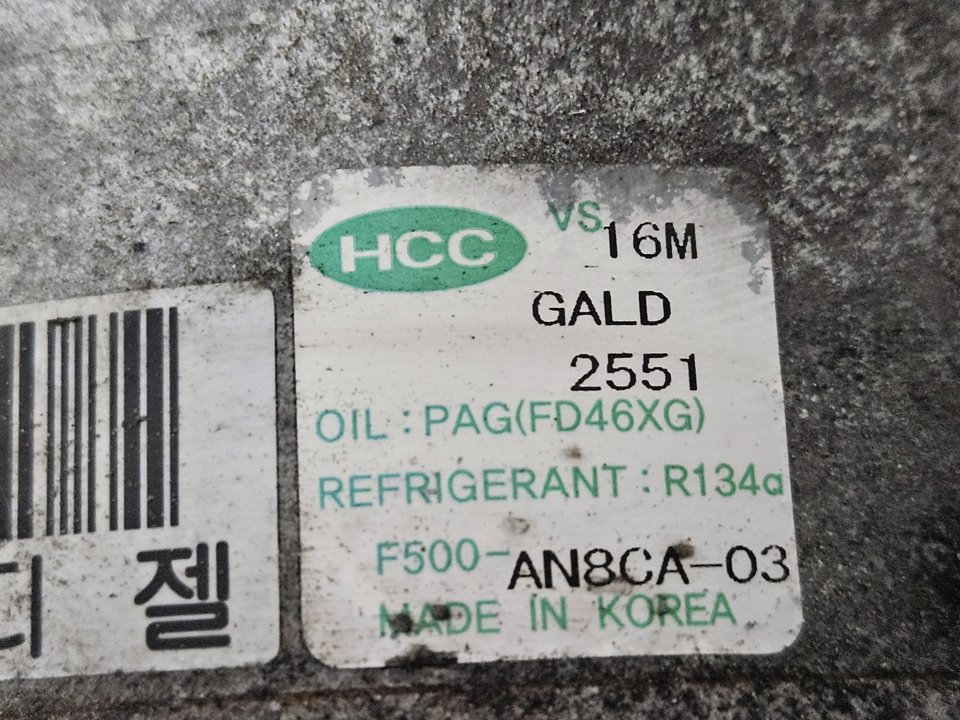 HCC VS 16M
GALD
2551
OIL : PAG(FD46XG)
REFRIGERANT : R134a
F500-AN8CA-03
MADE IN KOREA
디젤